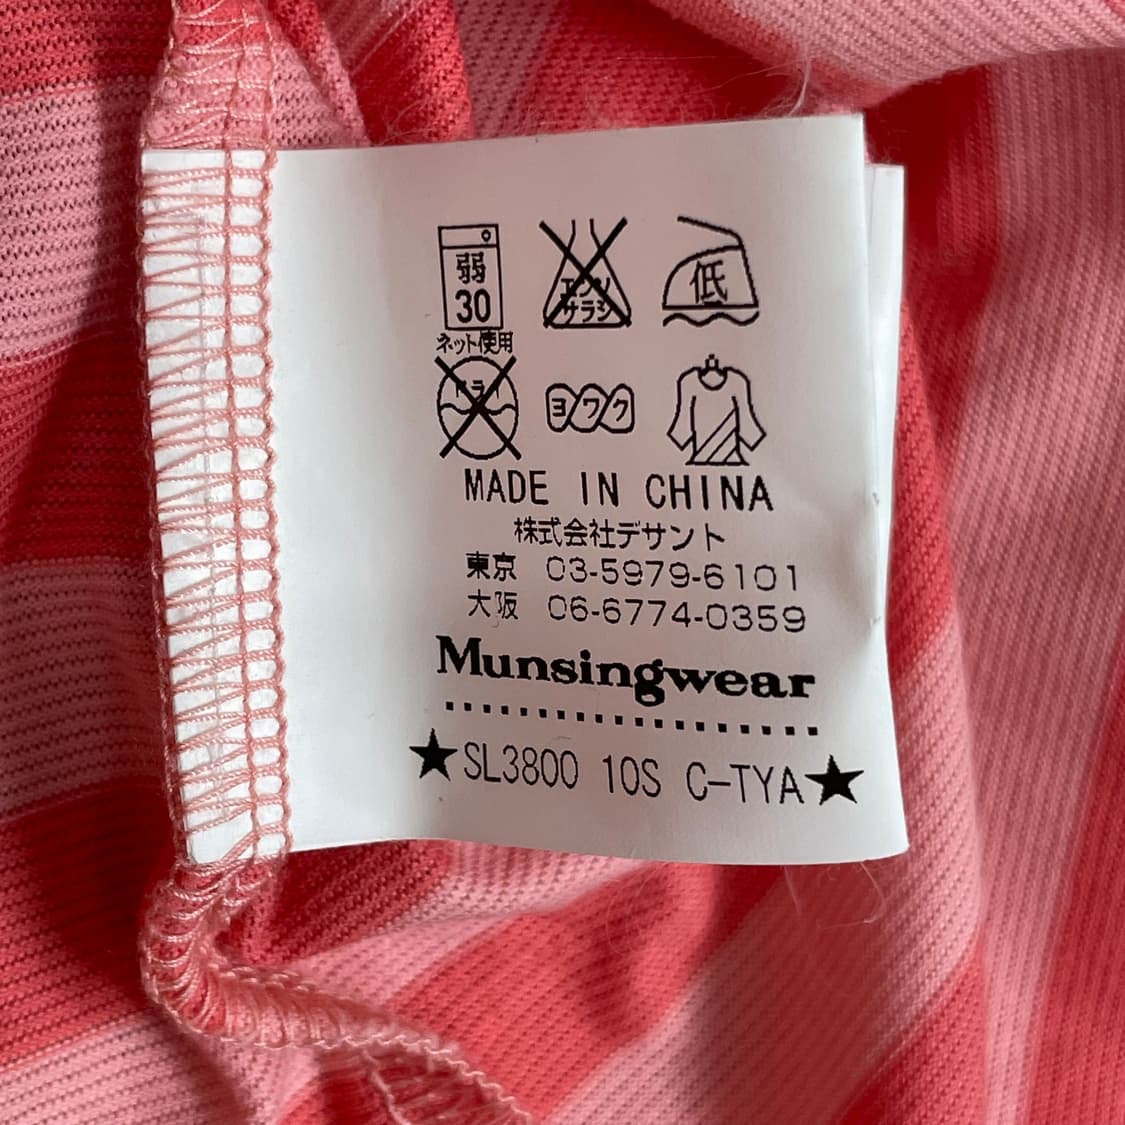 弱
30
ネット使用
エンソ
サラシ
低
ドライ
ヨワク
MADE IN CHINA
株式会社デサント
東京 03-5979-6101
大阪 06-6774-0359
Munsingwear
★SL3800 10S C-TYA★